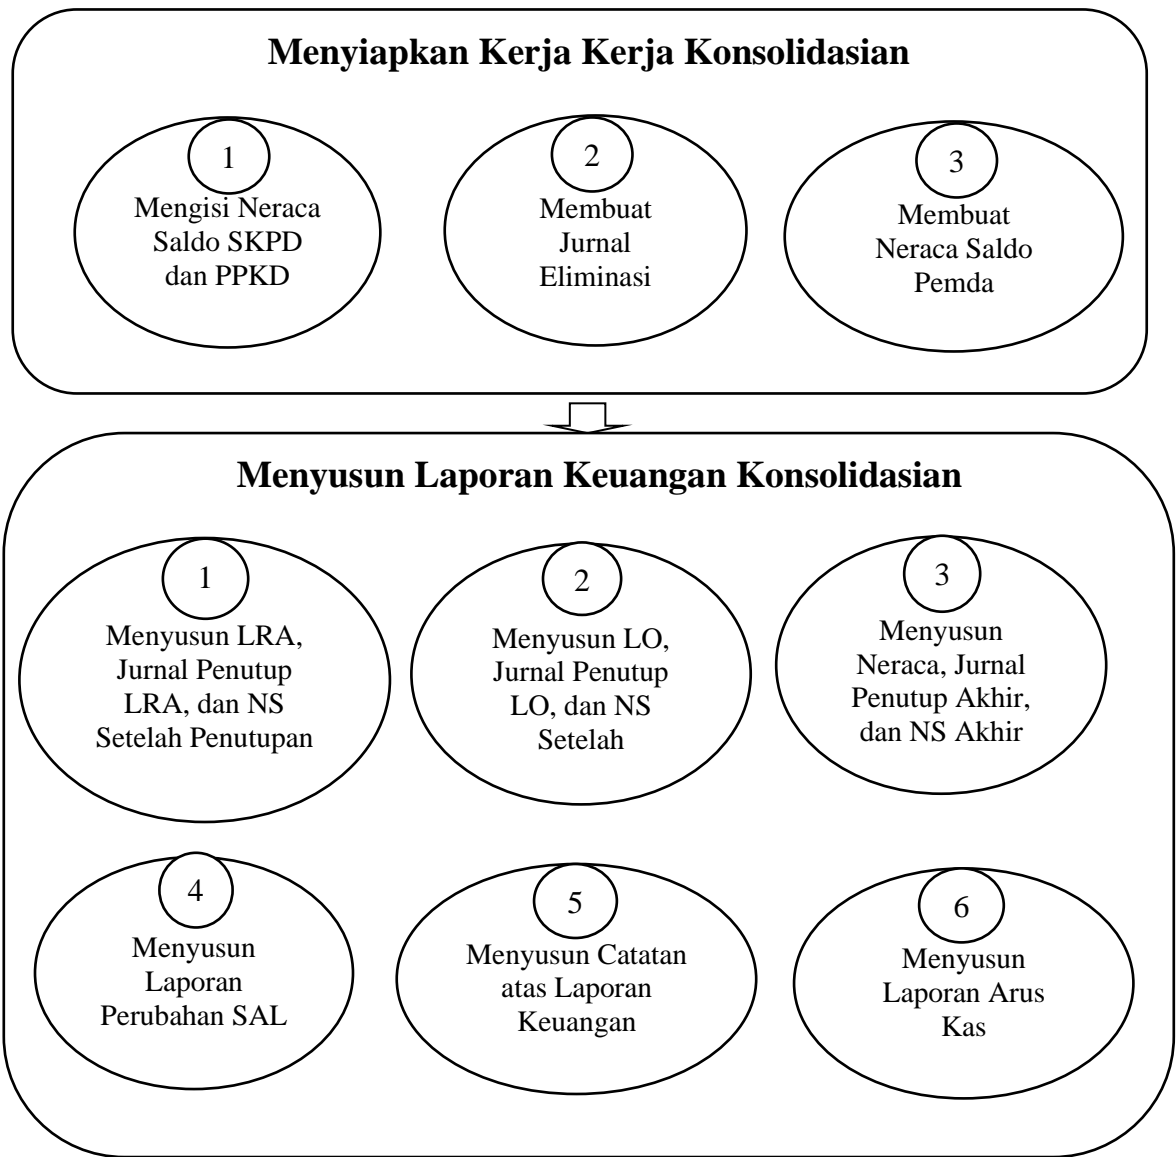 Menyiapkan Kerja Kerja Konsolidasian
1
Mengisi Neraca
Saldo SKPD
dan PPKD
2
Membuat
Jurnal
Eliminasi
3
Membuat
Neraca Saldo
Pemda
Menyusun Laporan Keuangan Konsolidasian
1
Menyusun LRA,
Jurnal Penutup
LRA, dan NS
Setelah Penutupan
2
Menyusun LO,
Jurnal Penutup
LO, dan NS
Setelah
3
Menyusun
Neraca, Jurnal
Penutup Akhir,
dan NS Akhir
4
Menyusun
Laporan
Perubahan SAL
5
Menyusun Catatan
atas Laporan
Keuangan
6
Menyusun
Laporan Arus
Kas